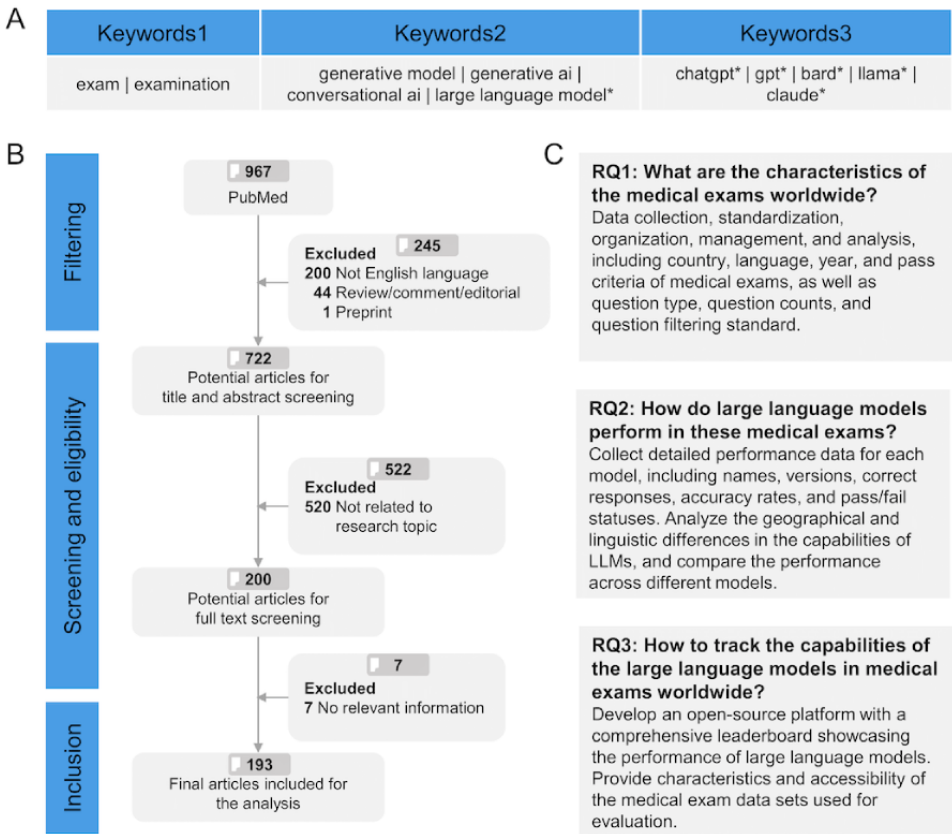 A
Keywords1
Keywords2
Keywords3
exam | examination
generative model | generative ai |
conversational ai | large language model*
chatgpt* | gpt* | bard* | llama* |
claude*
B
Filtering
967
PubMed
245
Excluded
200 Not English language
44 Review/comment/editorial
1 Preprint
Screening and eligibility
722
Potential articles for
title and abstract screening
522
Excluded
520 Not related to
research topic
200
Potential articles for
full text screening
7
Excluded
7 No relevant information
Inclusion
193
Final articles included for
the analysis
C
RQ1: What are the characteristics of
the medical exams worldwide?
Data collection, standardization,
organization, management, and analysis,
including country, language, year, and pass
criteria of medical exams, as well as
question type, question counts, and
question filtering standard.
RQ2: How do large language models
perform in these medical exams?
Collect detailed performance data for each
model, including names, versions, correct
responses, accuracy rates, and pass/fail
statuses. Analyze the geographical and
linguistic differences in the capabilities of
LLMs, and compare the performance
across different models.
RQ3: How to track the capabilities of
the large language models in medical
exams worldwide?
Develop an open-source platform with a
comprehensive leaderboard showcasing
the performance of large language models.
Provide characteristics and accessibility of
the medical exam data sets used for
evaluation.